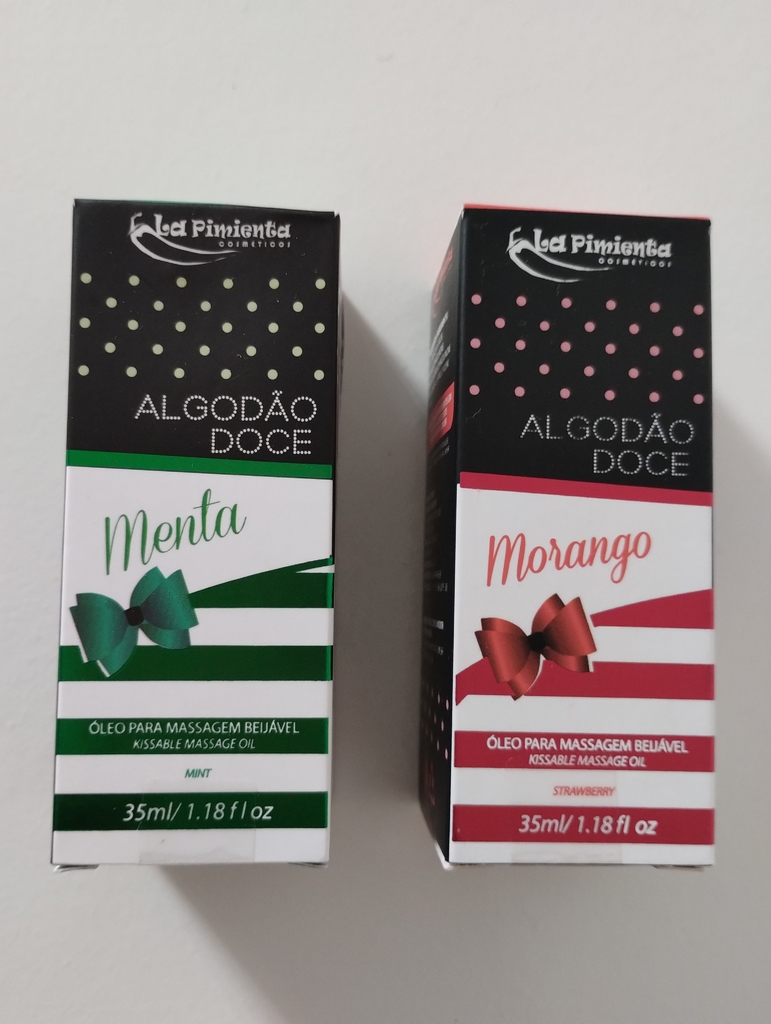 La Pimienta
COSMÉTICOS
ALGODÃO
DOCE
Menta
ÓLEO PARA MASSAGEM BEIJÁVEL
KISSABLE MASSAGE OIL
MINT
35ml/ 1.18 fl oz
La Pimienta
COSMÉTICOS
ALGODÃO
DOCE
Morango
ÓLEO PARA MASSAGEM BEIJÁVEL
KISSABLE MASSAGE OIL
STRAWBERRY
35ml/ 1.18 fl oz